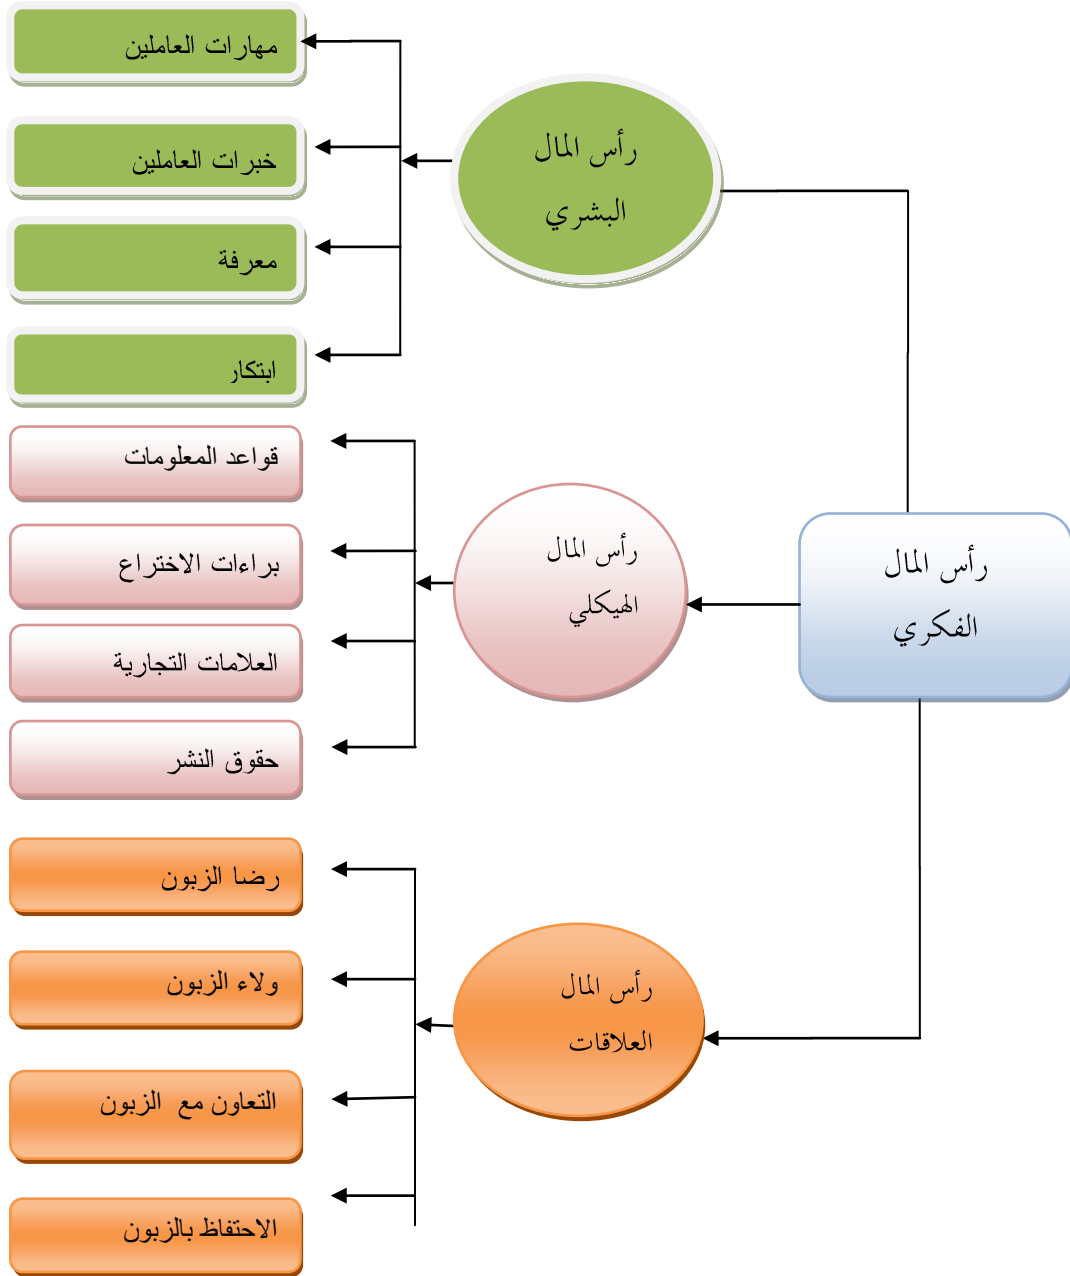 رأس المال
الفكري
رأس المال
البشري
مهارات العاملين
خبرات العاملين
معرفة
ابتكار
رأس المال
الهيكلي
قواعد المعلومات
براءات الاختراع
العلامات التجارية
حقوق النشر
رأس المال
العلاقات
رضا الزبون
ولاء الزبون
التعاون مع الزبون
الاحتفاظ بالزبون